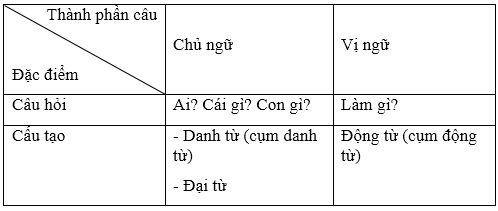 Thành phần câu
Đặc điểm
Chủ ngữ
Vị ngữ
Câu hỏi
Ai? Cái gì? Con gì?
Làm gì?
Cấu tạo
- Danh từ (cụm danh
từ)
- Đại từ
Động từ (cụm động
từ)